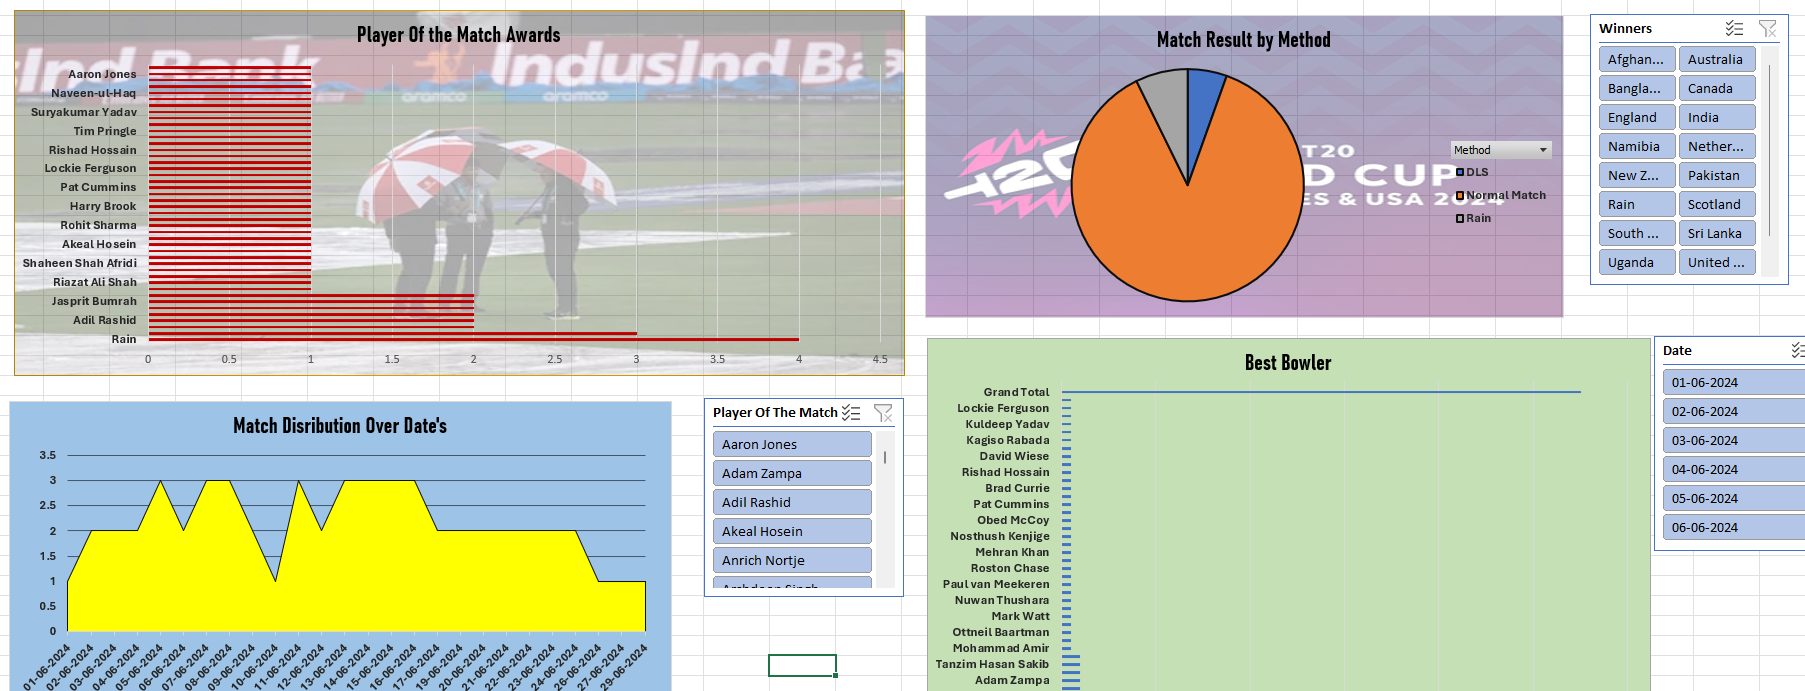 Player Of the Match Awards
IndusInd Bank
IndusInd Ba
aramco
aramco
Aaron Jones
Naveen-ul-Haq
Suryakumar Yadav
Tim Pringle
Rishad Hossain
Lockie Ferguson
Pat Cummins
Harry Brook
Rohit Sharma
Akeal Hosein
Shaheen Shah Afridi
Riazat Ali Shah
Jasprit Bumrah
Adil Rashid
Rain
0 0.5 1 1.5 2 2.5 3 3.5 4 4.5
Match Result by Method
T20
D CUP
ES & USA 2024
Method
DLS
Normal Match
Rain
Winners
Afghan... Australia
Bangla... Canada
England India
Namibia Nether...
New Z... Pakistan
Rain Scotland
South ... Sri Lanka
Uganda United ...
Match Disribution Over Date's
3.5
3
2.5
2
1.5
1
0.5
0
01-06-2024
02-06-2024
03-06-2024
04-06-2024
05-06-2024
06-06-2024
07-06-2024
08-06-2024
09-06-2024
10-06-2024
11-06-2024
12-06-2024
13-06-2024
14-06-2024
15-06-2024
16-06-2024
17-06-2024
19-06-2024
20-06-2024
21-06-2024
22-06-2024
23-06-2024
24-06-2024
26-06-2024
27-06-2024
29-06-2024
Player Of The Match
Aaron Jones
Adam Zampa
Adil Rashid
Akeal Hosein
Anrich Nortje
Arshdeep Singh
Best Bowler
Grand Total
Lockie Ferguson
Kuldeep Yadav
Kagiso Rabada
David Wiese
Rishad Hossain
Brad Currie
Pat Cummins
Obed McCoy
Nosthush Kenjige
Mehran Khan
Roston Chase
Paul van Meekeren
Nuwan Thushara
Mark Watt
Ottneil Baartman
Mohammad Amir
Tanzim Hasan Sakib
Adam Zampa
Date
01-06-2024
02-06-2024
03-06-2024
04-06-2024
05-06-2024
06-06-2024